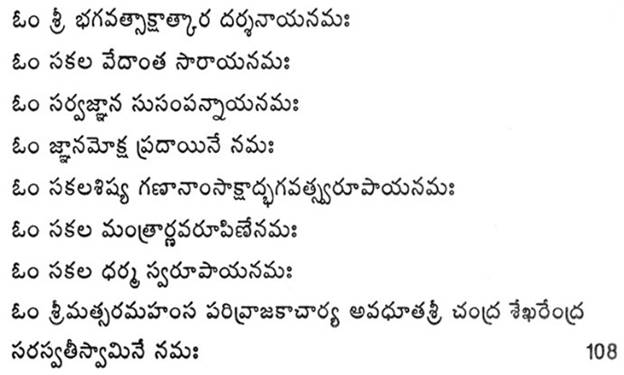 ఓం శ్రీ భగవత్సాక్షాత్కార దర్శనాయనమః
ఓం సకల వేదాంత సారాయనమః
ఓం సర్వజ్ఞాన సుసంపన్నాయనమః
ఓం జ్ఞానమోక్ష ప్రదాయినే నమః
ఓం సకలశిష్య గణానాంసాక్షాద్భగవత్స్వరూపాయనమః
ఓం సకల మంత్రార్ణవరూపిణేనమః
ఓం సకల ధర్మ స్వరూపాయనమః
ఓం శ్రీమత్సరమహంస పరివ్రాజకాచార్య అవధూతశ్రీ చంద్ర శేఖరేంద్ర
సరస్వతీస్వామినే నమః 108